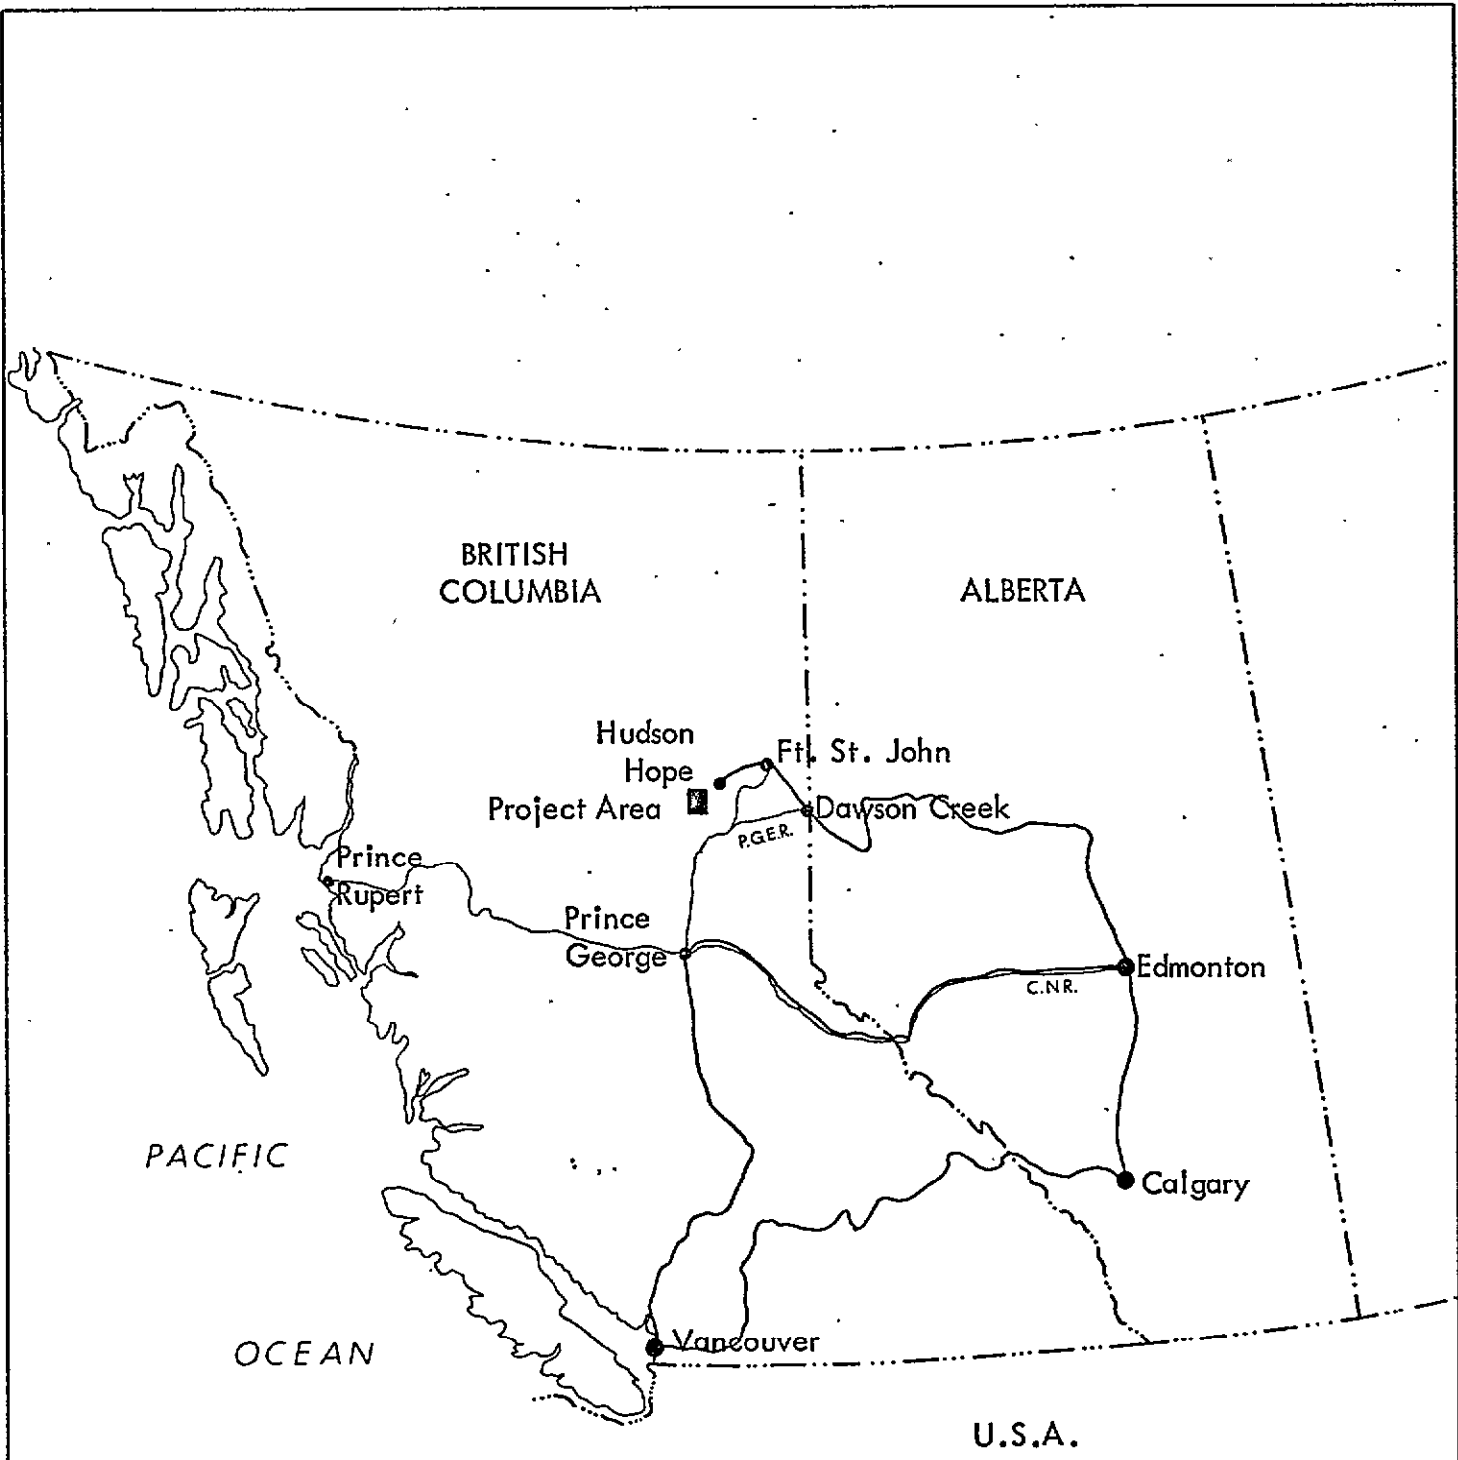 BRITISH
COLUMBIA
ALBERTA
Hudson
Hope
Ft. St. John
Project Area
Dawson Creek
P.G.E.R.
Prince
Rupert
Prince
George
Edmonton
C.N.R.
PACIFIC
Calgary
OCEAN
Vancouver
U.S.A.